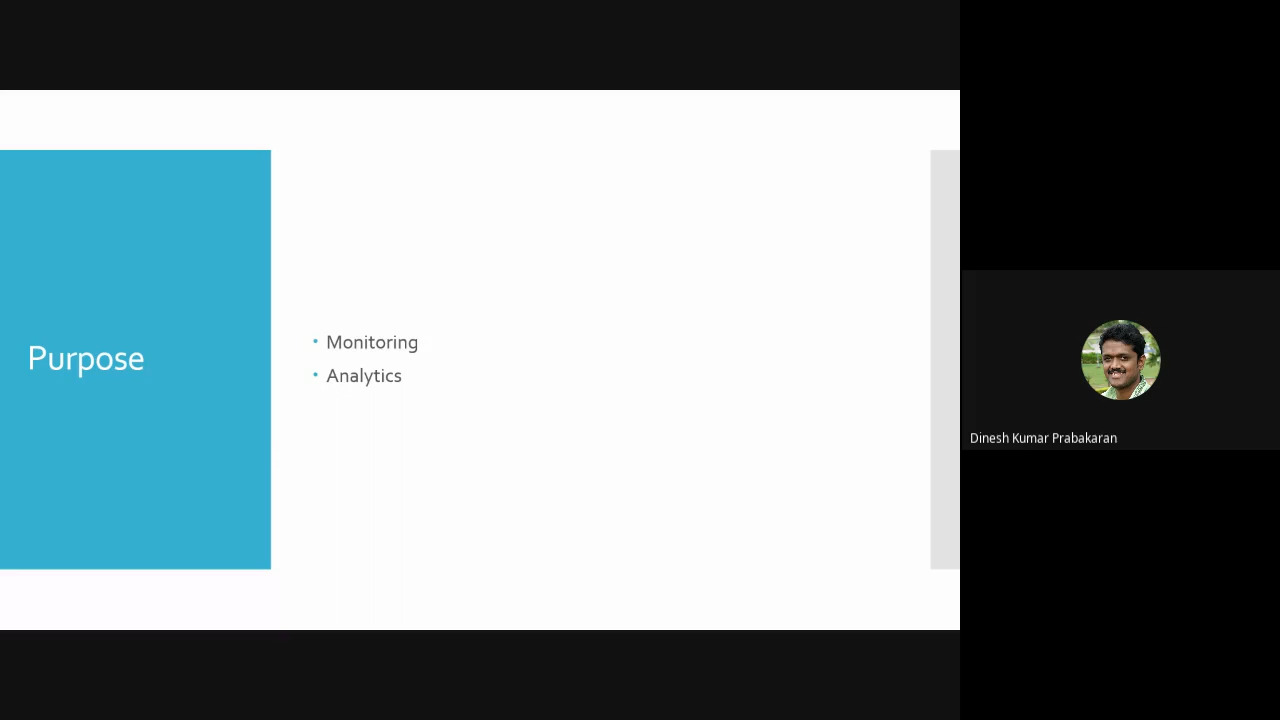 Purpose
• Monitoring
• Analytics
Dinesh Kumar Prabakaran